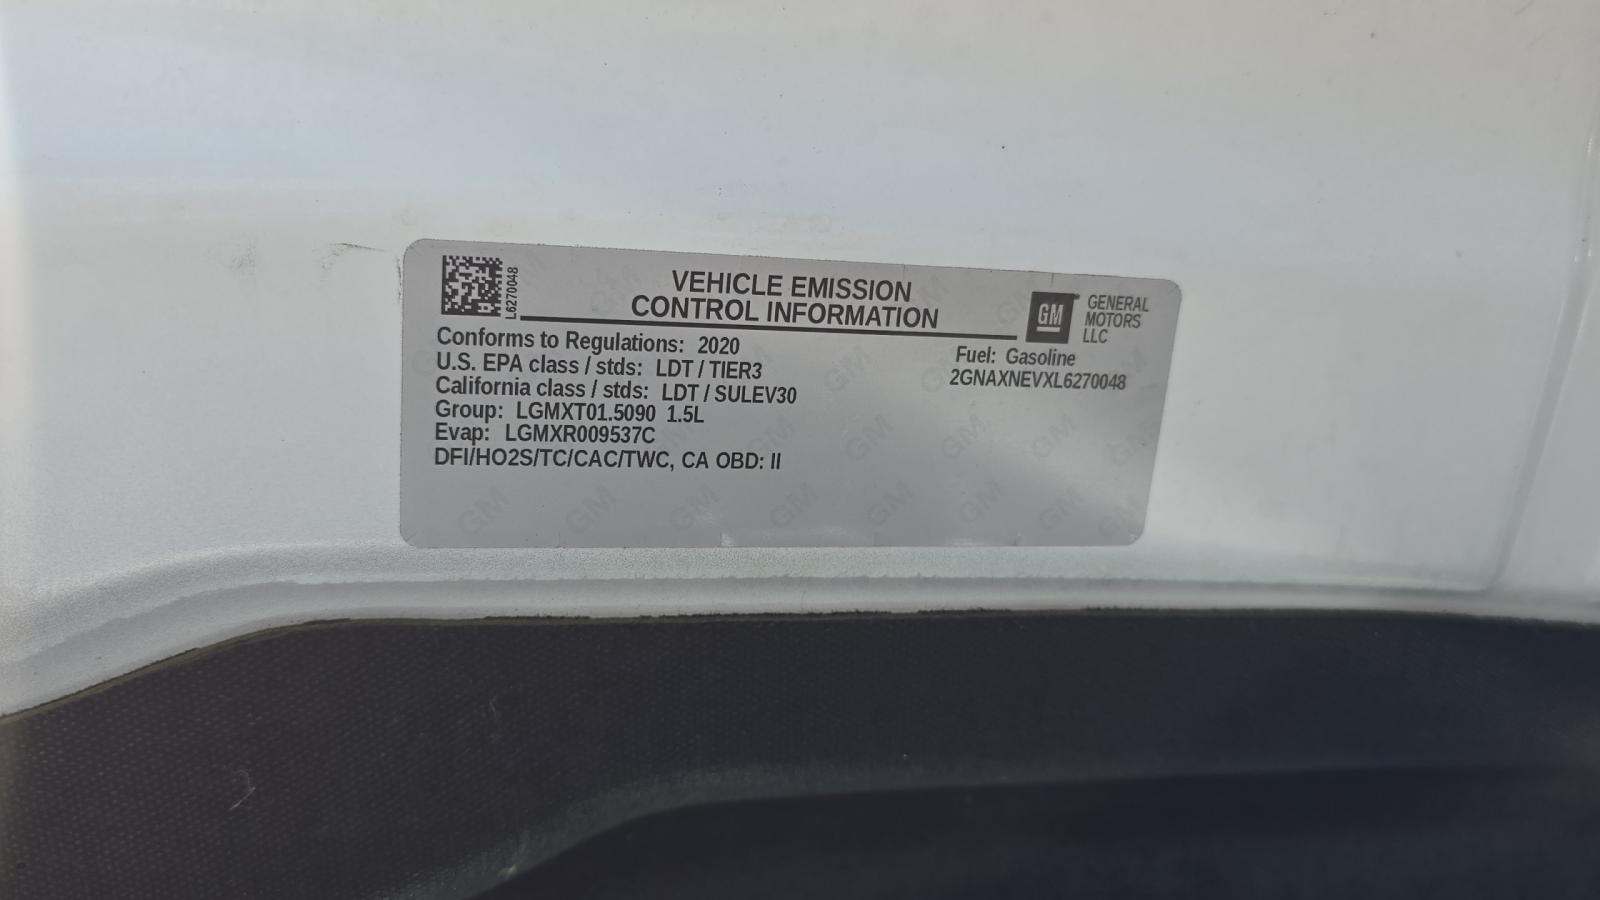 L6270048
VEHICLE EMISSION
CONTROL INFORMATION
GM
GENERAL
MOTORS
LLC
Conforms to Regulations: 2020
U.S. EPA class / stds: LDT / TIER3
California class / stds: LDT / SULEV30
Group: LGMXT01.5090 1.5L
Evap: LGMXR009537C
DFI/HO2S/TC/CAC/TWC, CA OBD: II
Fuel: Gasoline
2GNAXNEVXL6270048